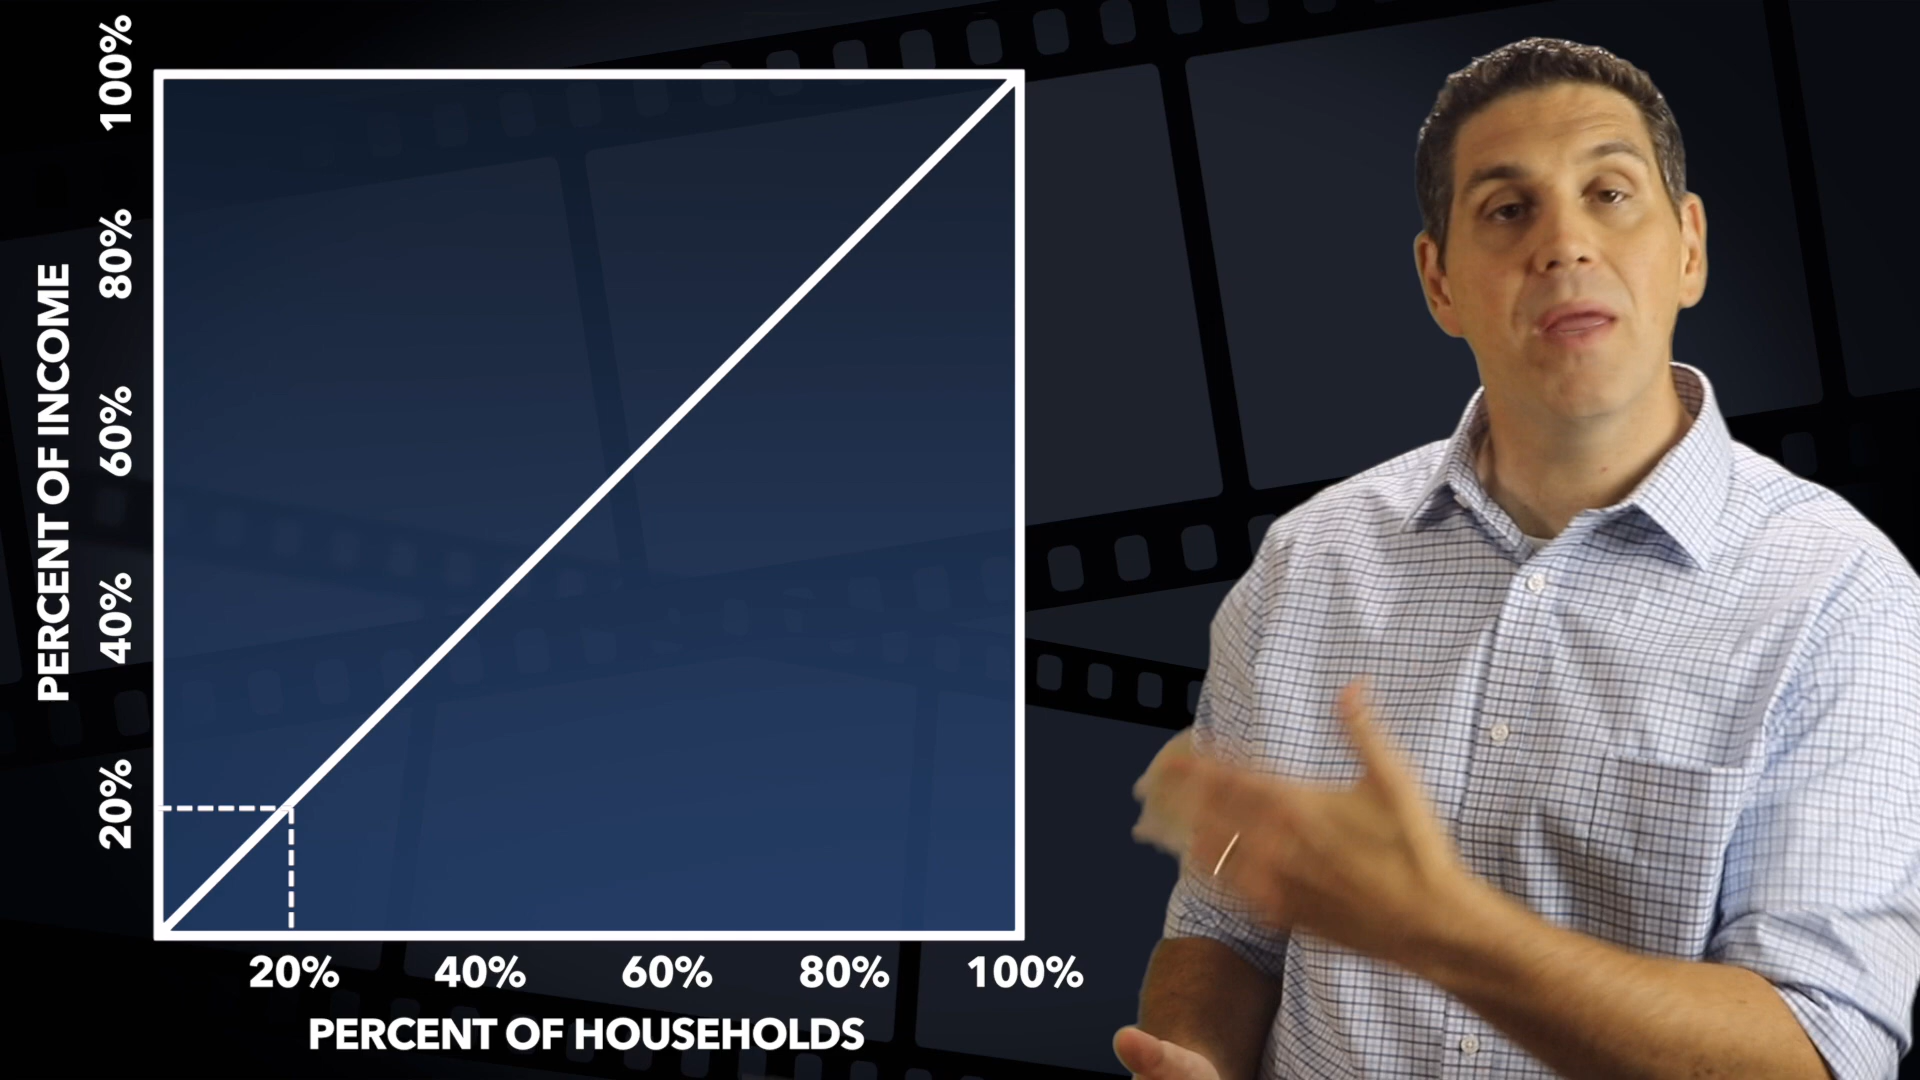 100%
80%
60%
40%
20%
PERCENT OF INCOME
20% 40% 60% 80% 100%
PERCENT OF HOUSEHOLDS